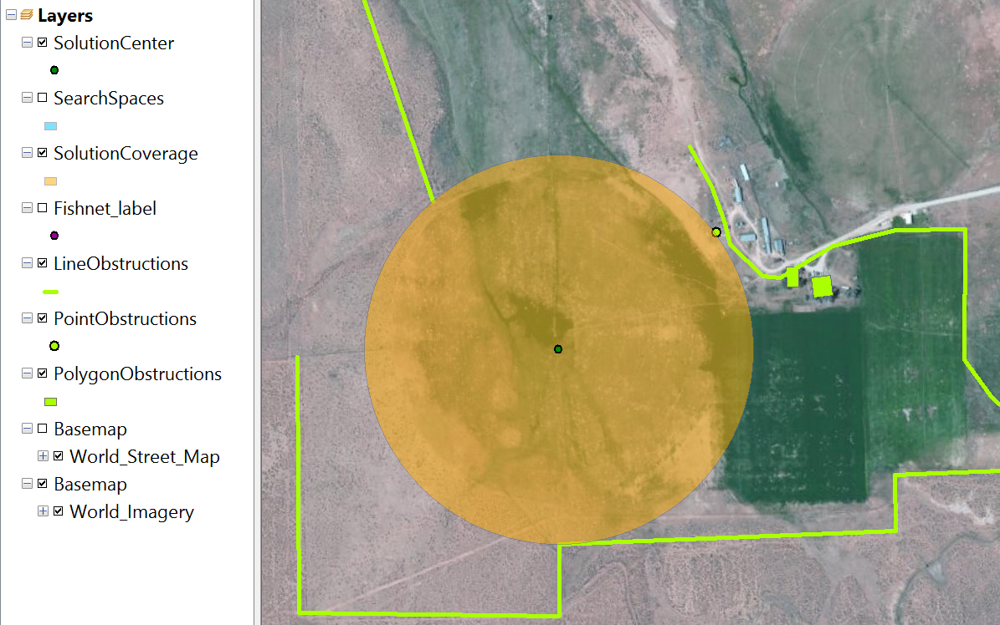 Layers
SolutionCenter
SearchSpaces
SolutionCoverage
Fishnet_label
LineObstructions
PointObstructions
PolygonObstructions
Basemap
World_Street_Map
Basemap
World_Imagery